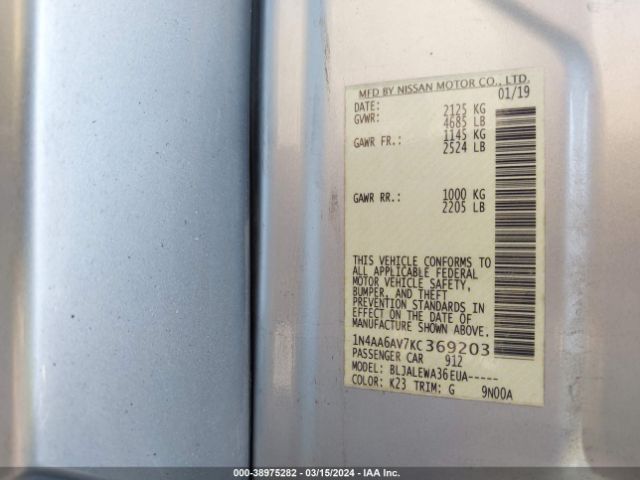 MFD BY NISSAN MOTOR CO., LTD.
DATE: 01/19
GVWR: 2125 KG
4685 LB
GAWR FR.: 1145 KG
2524 LB
GAWR RR.: 1000 KG
2205 LB
THIS VEHICLE CONFORMS TO
ALL APPLICABLE FEDERAL
MOTOR VEHICLE SAFETY,
BUMPER, AND THEFT
PREVENTION STANDARDS IN
EFFECT ON THE DATE OF
MANUFACTURE SHOWN ABOVE.
1N4AA6AV7KC369203
PASSENGER CAR 912
MODEL: BLJALEWA36EUA-----
COLOR: K23 TRIM: G 9N00A
000-38975282 - 03/15/2024 - IAA Inc.